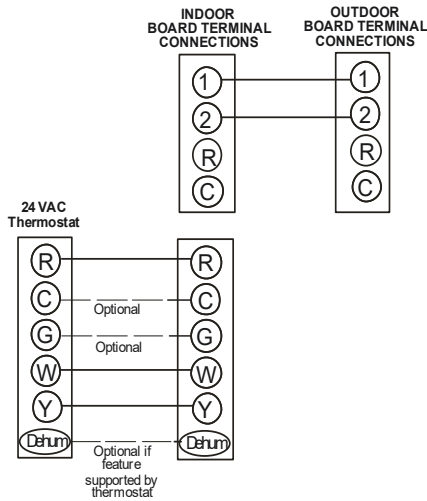 INDOOR
BOARD TERMINAL
CONNECTIONS
OUTDOOR
BOARD TERMINAL
CONNECTIONS
1
1
2
2
R
R
C
C
24 VAC
Thermostat
R
R
C
C
Optional
G
G
Optional
W
W
Y
Y
Dehum
Dehum
Optional if
feature
supported by
thermostat